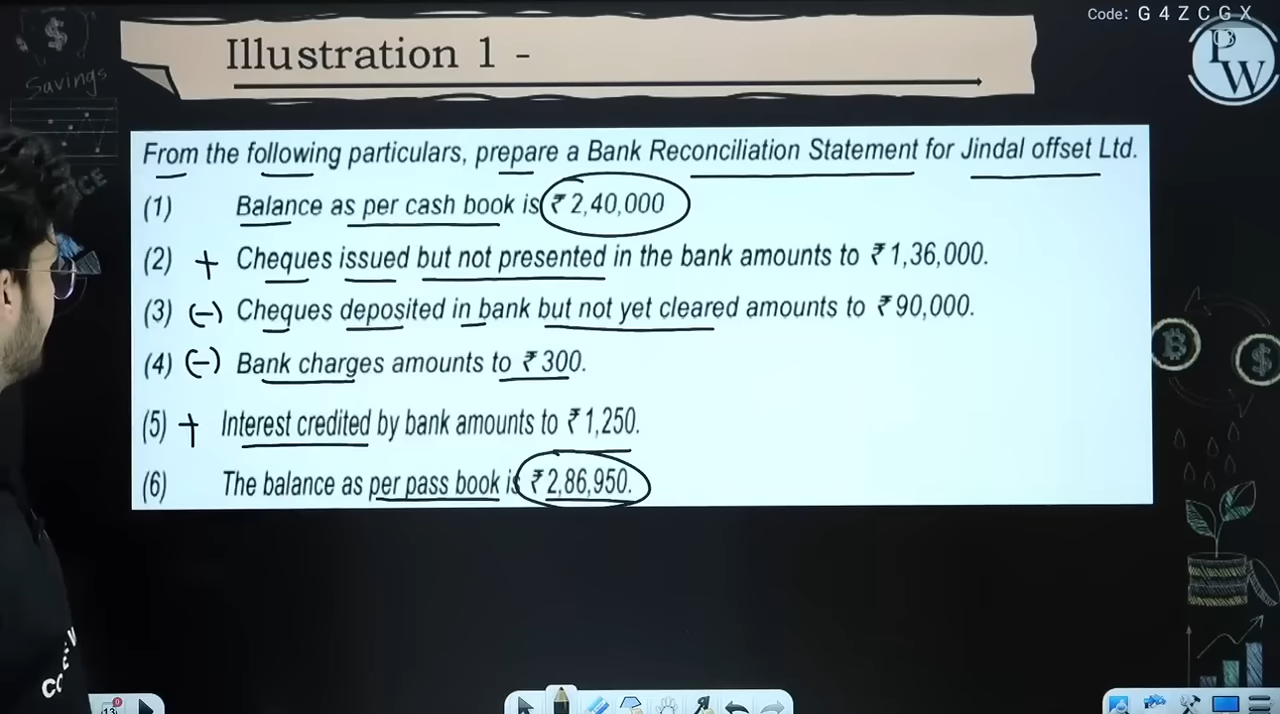 Code: G 4 Z C G X
Illustration 1 -
PW
Savings
From the following particulars, prepare a Bank Reconciliation Statement for Jindal offset Ltd.
(1) Balance as per cash book is ₹ 2,40,000
(2) + Cheques issued but not presented in the bank amounts to ₹ 1,36,000.
(3) (-) Cheques deposited in bank but not yet cleared amounts to ₹ 90,000.
(4) (-) Bank charges amounts to ₹ 300.
(5) + Interest credited by bank amounts to ₹ 1,250.
(6) The balance as per pass book is ₹ 2,86,950.
13